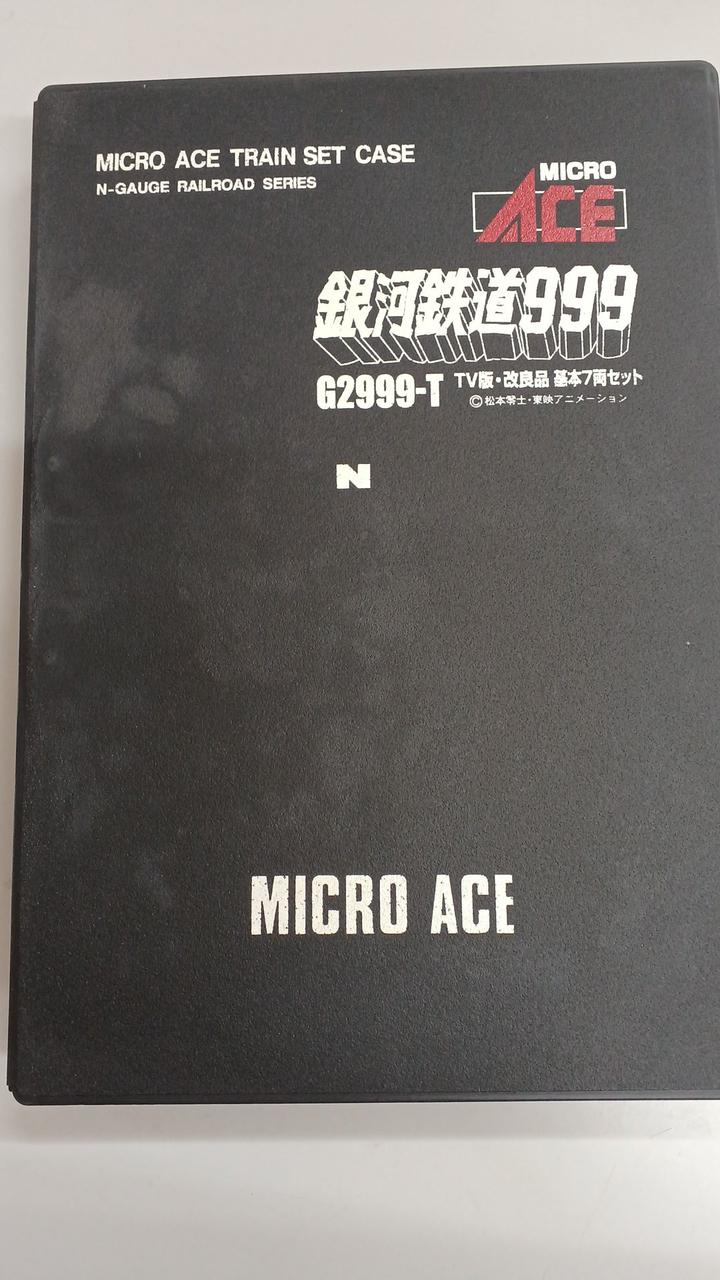 MICRO ACE TRAIN SET CASE
N-GAUGE RAILROAD SERIES
MICRO
ACE
銀河鉄道999
G2999-T TV版・改良品 基本7両セット
©松本零士・東映アニメーション
N
MICRO ACE